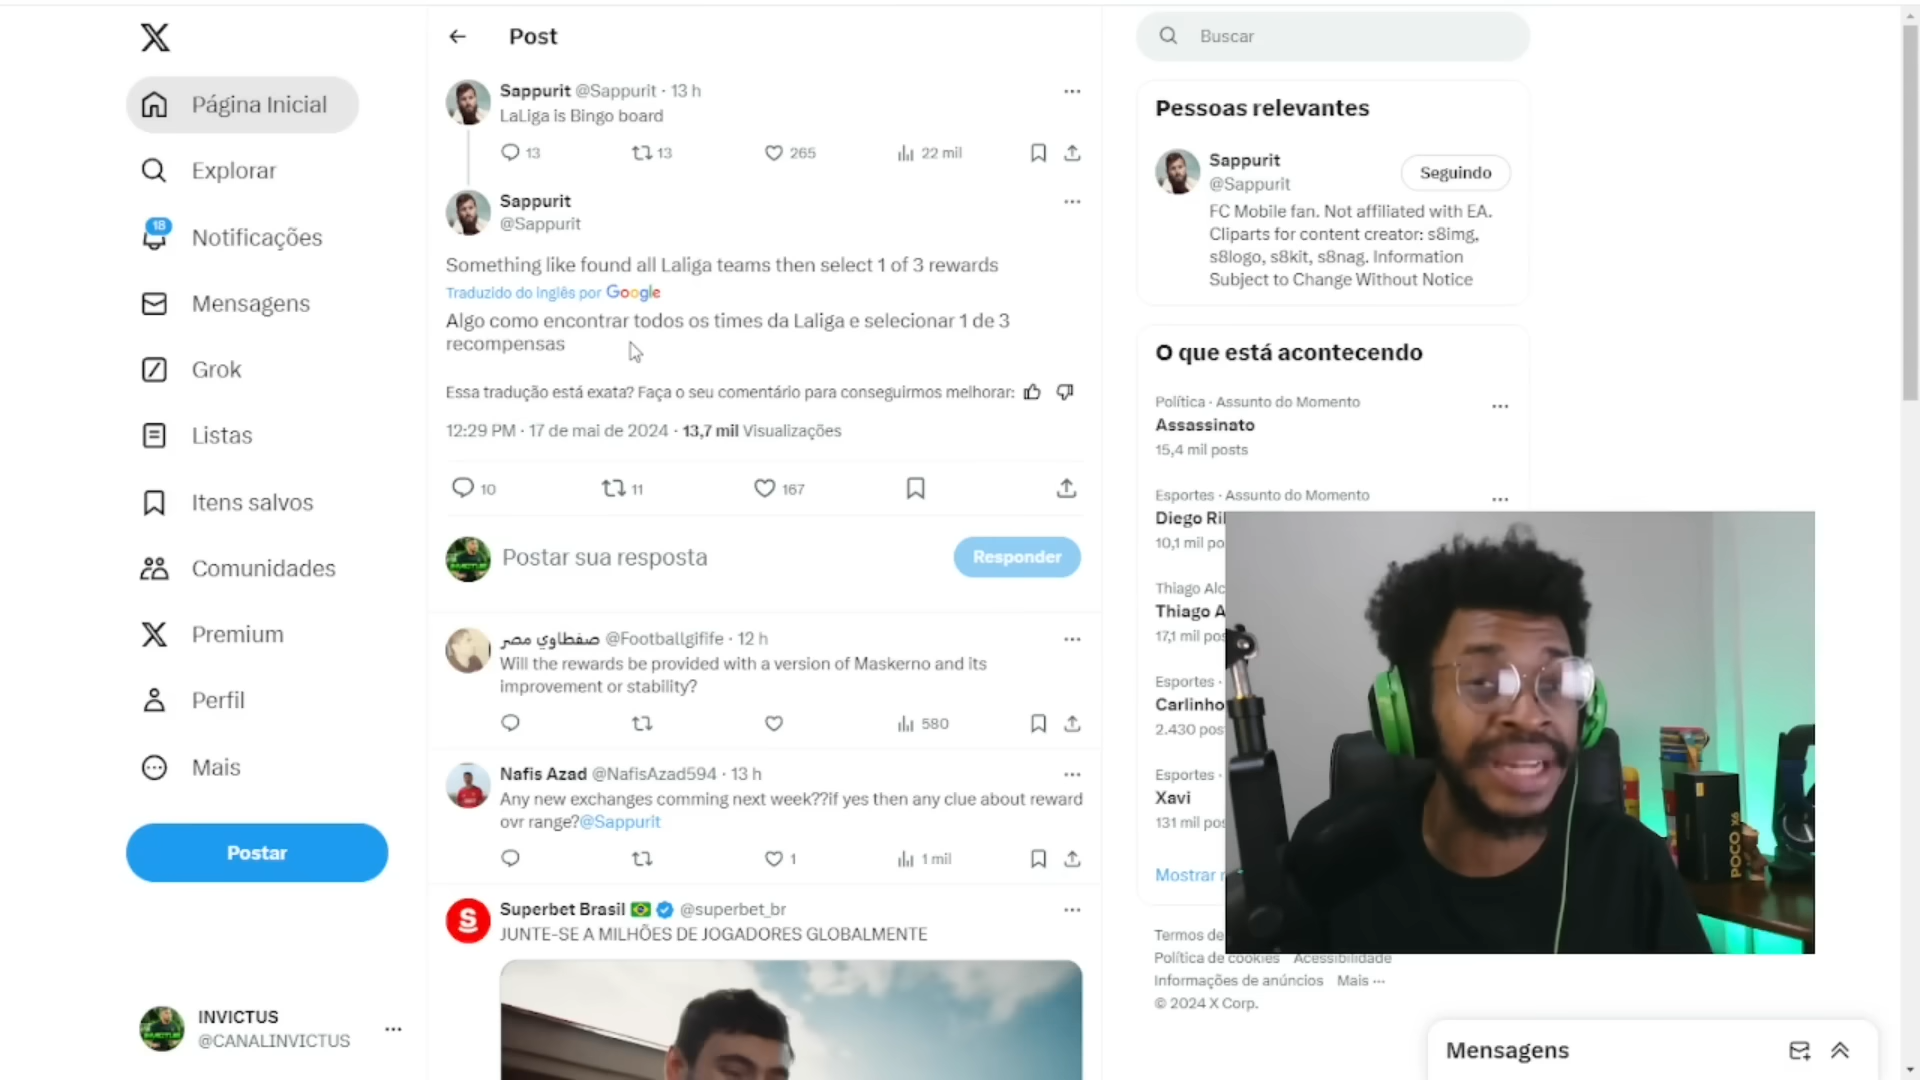 Post
Buscar
Página Inicial
Explorar
18
Notificações
Mensagens
Grok
Listas
Itens salvos
Comunidades
Premium
Perfil
Mais
Postar
INVICTUS
@CANALINVICTUS
Sappurit @Sappurit · 13 h
LaLiga is Bingo board
13 13 265 22 mil
Sappurit
@Sappurit
Something like found all Laliga teams then select 1 of 3 rewards
Traduzido do inglês por Google
Algo como encontrar todos os times da Laliga e selecionar 1 de 3
recompensas
Essa tradução está exata? Faça o seu comentário para conseguirmos melhorar:
12:29 PM · 17 de mai de 2024 · 13,7 mil Visualizações
10 11 167
Postar sua resposta
Responder
صفطاوي مصر @Footballgifife · 12 h
Will the rewards be provided with a version of Maskerno and its
improvement or stability?
580
Nafis Azad @NafisAzad594 · 13 h
Any new exchanges comming next week??if yes then any clue about reward
ovr range?@Sappurit
1 1 mil
Superbet Brasil @superbet_br
JUNTE-SE A MILHÕES DE JOGADORES GLOBALMENTE
Pessoas relevantes
Sappurit
@Sappurit
Seguindo
FC Mobile fan. Not affiliated with EA.
Cliparts for content creator: s8img,
s8logo, s8kit, s8nag. Information
Subject to Change Without Notice
O que está acontecendo
Política · Assunto do Momento
Assassinato
15,4 mil posts
Esportes · Assunto do Momento
Diego Ri
10,1 mil po
Thiago Alc
Thiago A
17,1 mil pos
Esportes ·
Carlinho
2.430 pos
Esportes ·
Xavi
131 mil pos
Mostrar
POCO X6
Termos de
Política de cookies Acessibilidade
Informações de anúncios Mais ···
© 2024 X Corp.
Mensagens